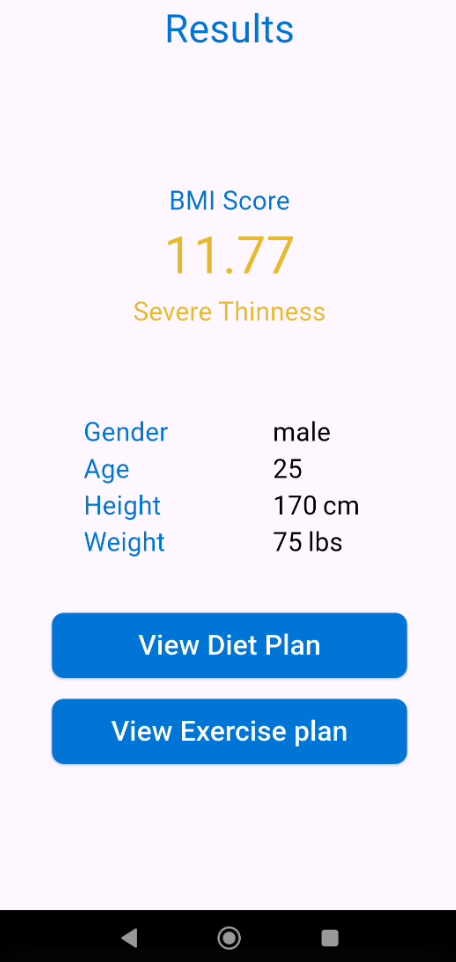 Results
BMI Score
11.77
Severe Thinness
Gender male
Age 25
Height 170 cm
Weight 75 lbs
View Diet Plan
View Exercise plan